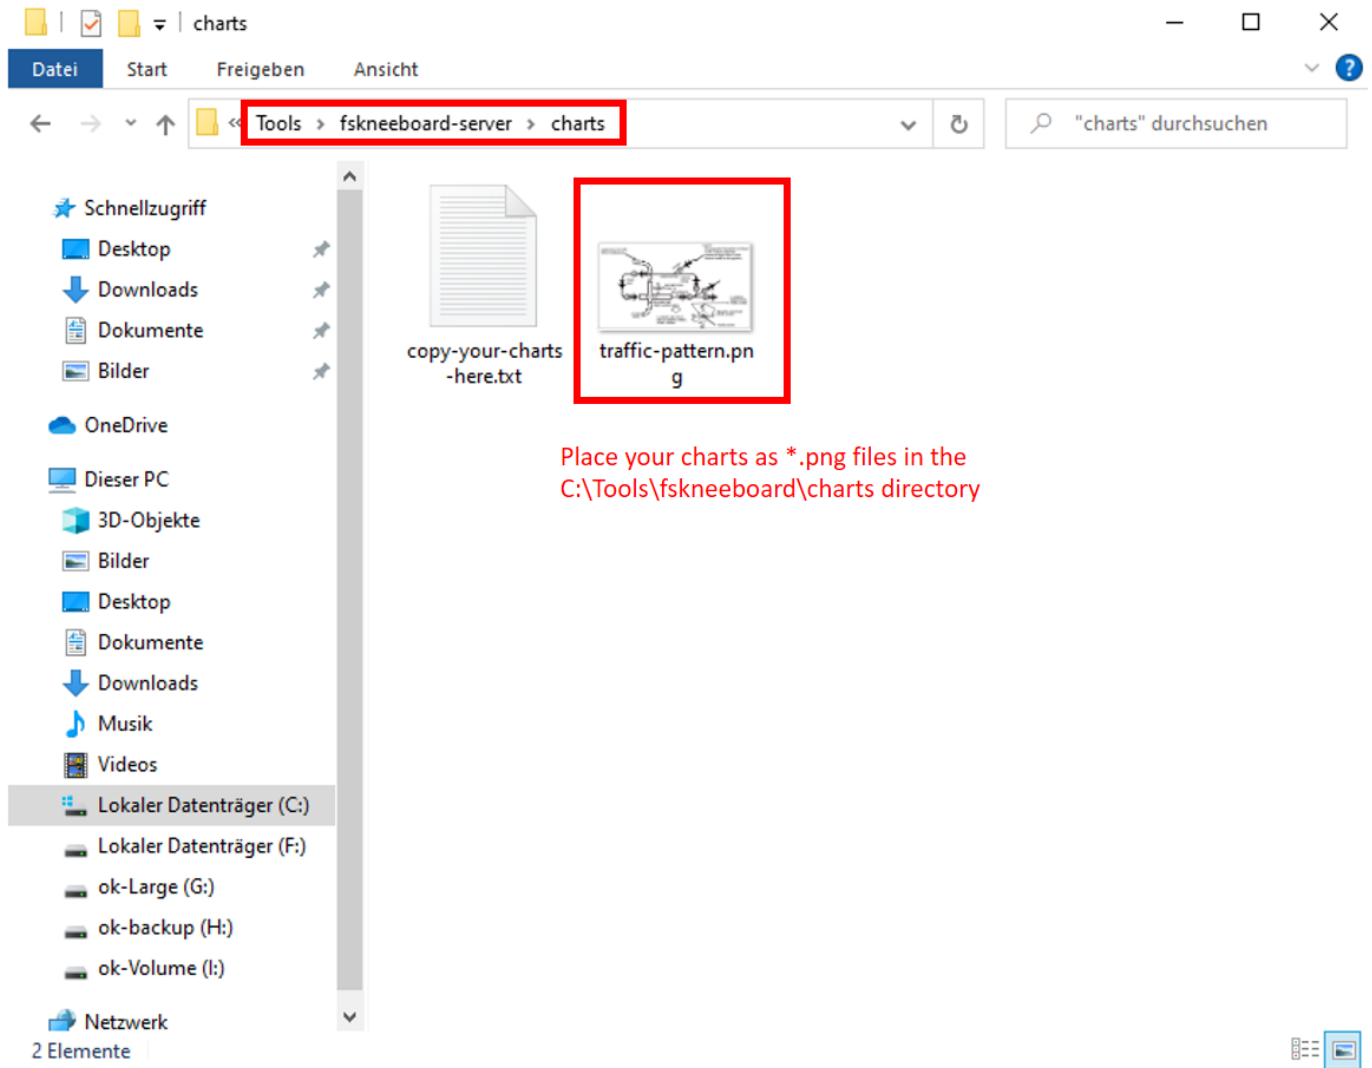 charts
Datei Start Freigeben Ansicht
« Tools › fskneeboard-server › charts
"charts" durchsuchen
Schnellzugriff
Desktop
Downloads
Dokumente
Bilder
OneDrive
Dieser PC
3D-Objekte
Bilder
Desktop
Dokumente
Downloads
Musik
Videos
Lokaler Datenträger (C:)
Lokaler Datenträger (F:)
ok-Large (G:)
ok-backup (H:)
ok-Volume (I:)
Netzwerk
copy-your-charts
-here.txt
traffic-pattern.pn
g
Place your charts as *.png files in the
C:\Tools\fskneeboard\charts directory
2 Elemente